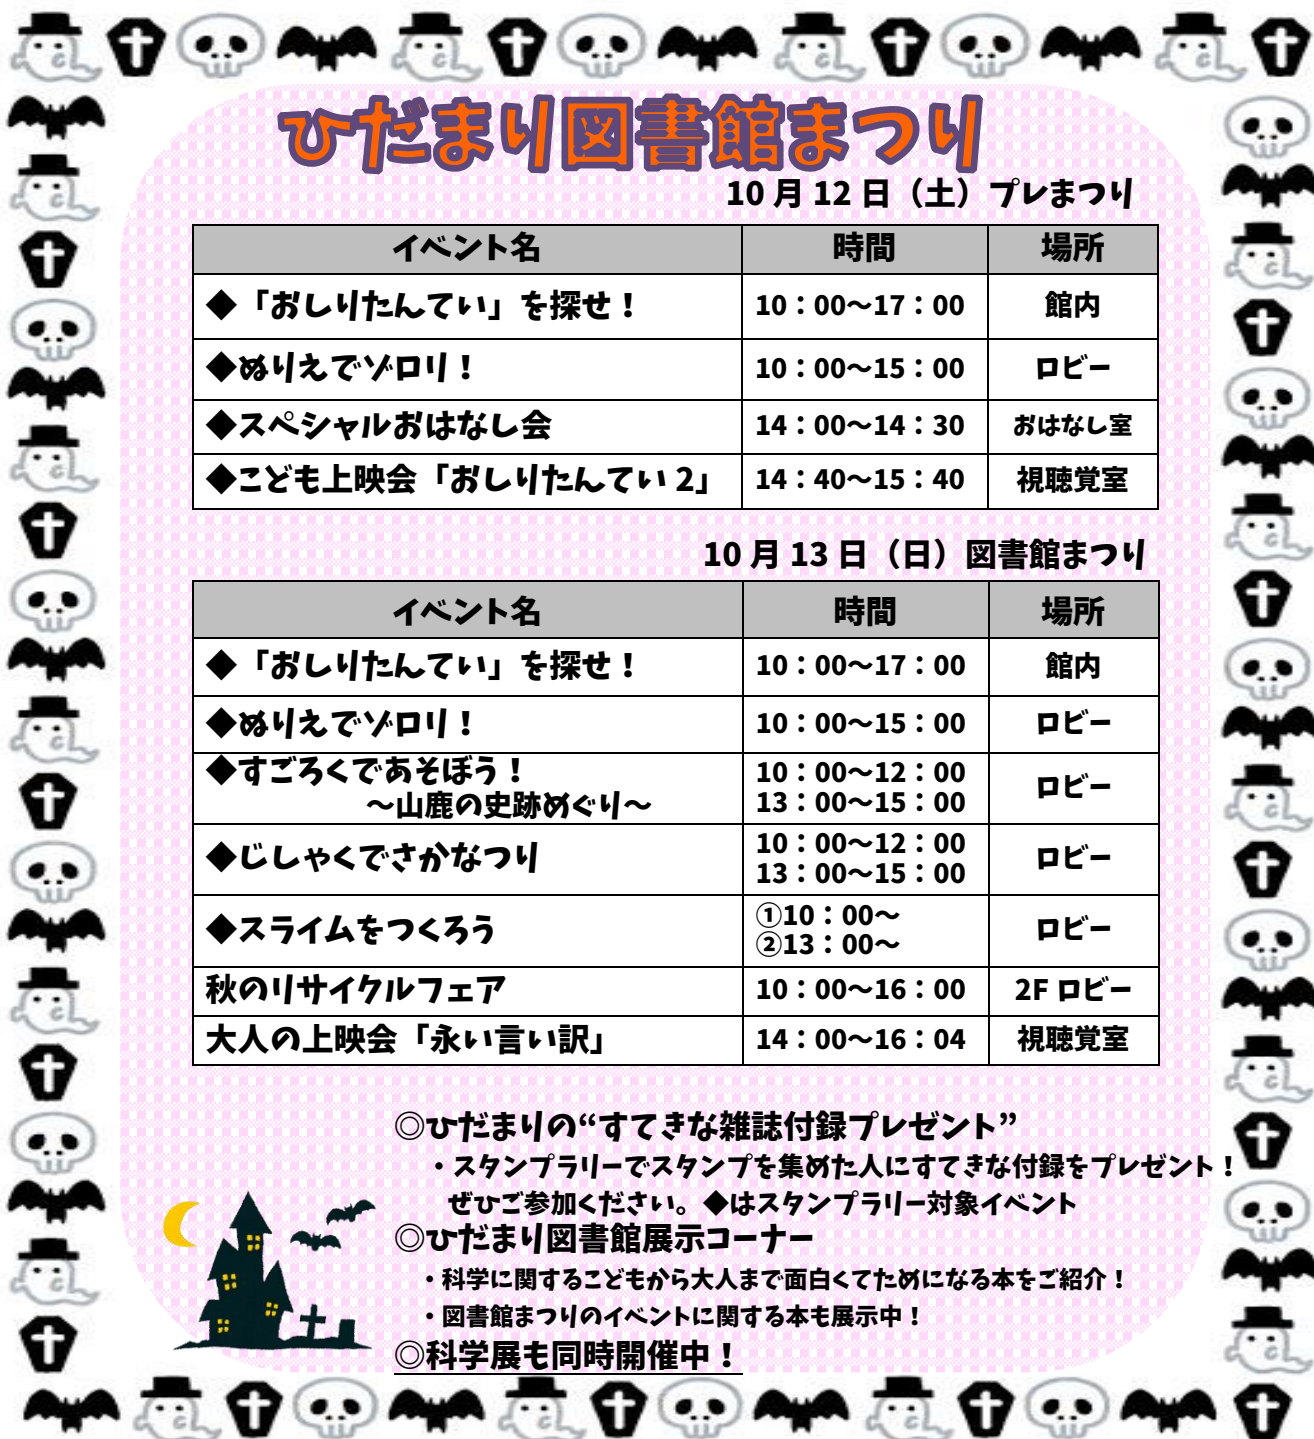 ひだまり図書館まつり
10月12日（土）プレまつり
イベント名 時間 場所
◆「おしりたんてい」を探せ！ 10：00～17：00 館内
◆ぬりえでゾロリ！ 10：00～15：00 ロビー
◆スペシャルおはなし会 14：00～14：30 おはなし室
◆こども上映会「おしりたんてい2」 14：40～15：40 視聴覚室
10月13日（日）図書館まつり
イベント名 時間 場所
◆「おしりたんてい」を探せ！ 10：00～17：00 館内
◆ぬりえでゾロリ！ 10：00～15：00 ロビー
◆すごろくであそぼう！ 10：00～12：00
～山鹿の史跡めぐり～ 13：00～15：00 ロビー
◆じしゃくでさかなつり 10：00～12：00
13：00～15：00 ロビー
◆スライムをつくろう ①10：00～
②13：00～ ロビー
秋のリサイクルフェア 10：00～16：00 2Fロビー
大人の上映会「永い言い訳」 14：00～16：04 視聴覚室
◎ひだまりの“すてきな雑誌付録プレゼント”
・スタンプラリーでスタンプを集めた人にすてきな付録をプレゼント！
ぜひご参加ください。◆はスタンプラリー対象イベント
◎ひだまり図書館展示コーナー
・科学に関するこどもから大人まで面白くてためになる本をご紹介！
・図書館まつりのイベントに関する本も展示中！
◎科学展も同時開催中！